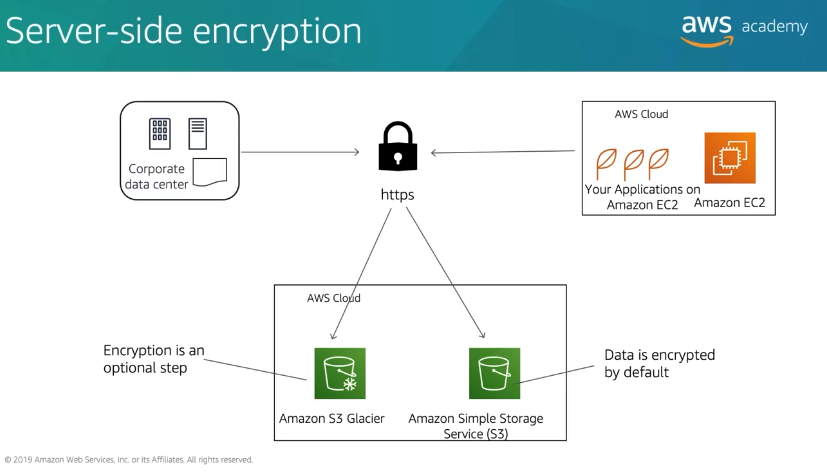 Server-side encryption
aws academy
Corporate
data center
https
AWS Cloud
Your Applications on
Amazon EC2
Amazon EC2
AWS Cloud
Encryption is an
optional step
Data is encrypted
by default
Amazon S3 Glacier
Amazon Simple Storage
Service (S3)
© 2019 Amazon Web Services, Inc. or its Affiliates. All rights reserved.